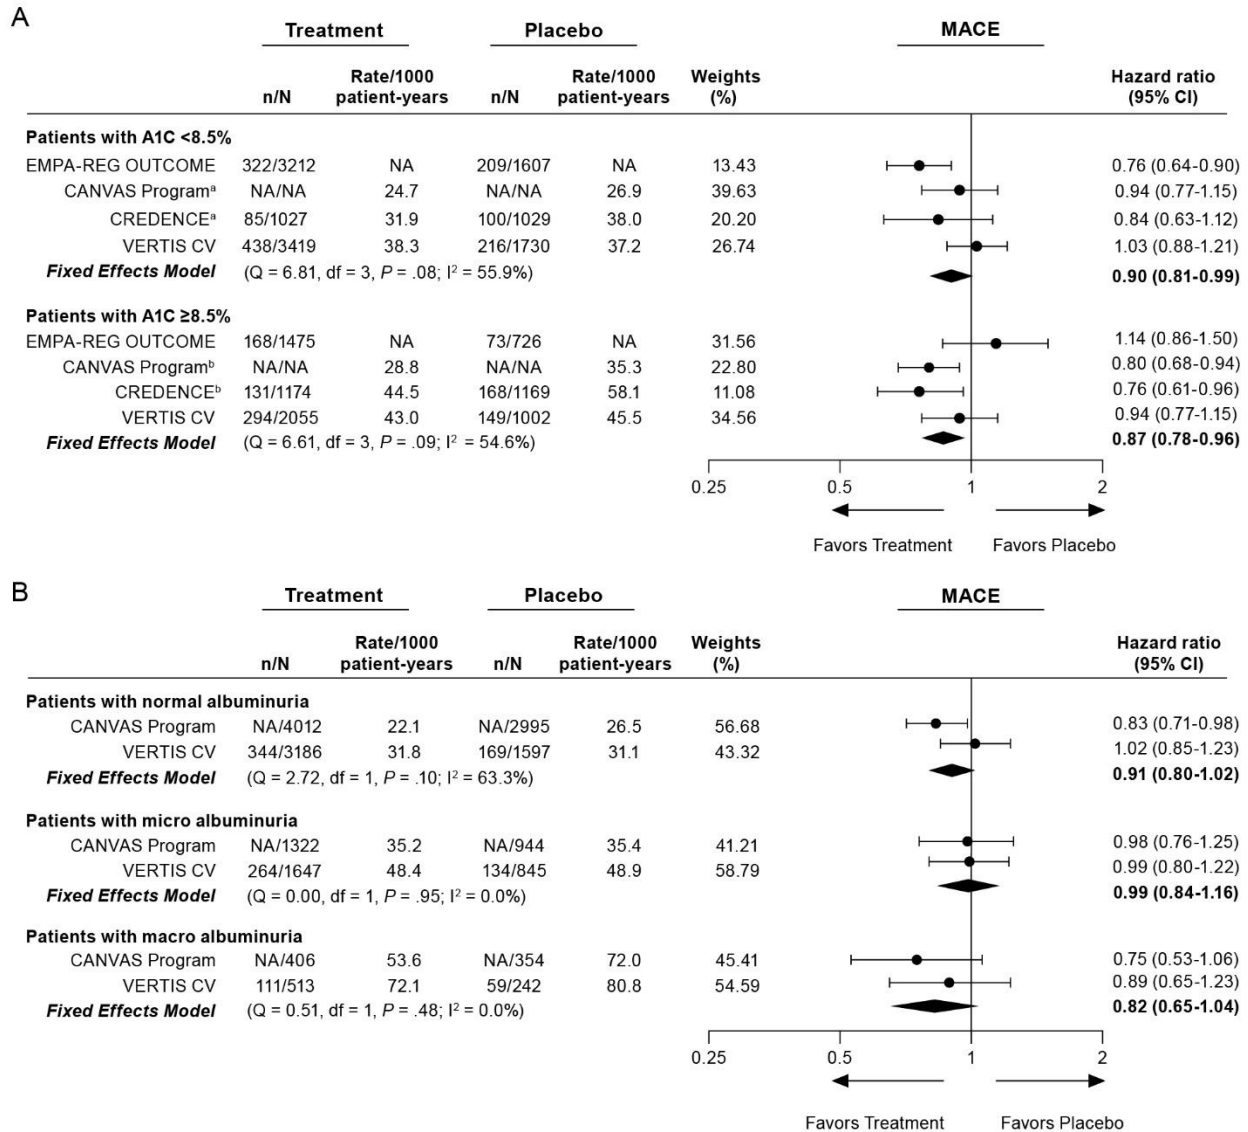 A
Treatment Placebo MACE
n/N Rate/1000 patient-years n/N Rate/1000 patient-years Weights (%) Hazard ratio (95% CI)
Patients with A1C <8.5%
EMPA-REG OUTCOME 322/3212 NA 209/1607 NA 13.43 0.76 (0.64-0.90)
CANVAS Programᵃ NA/NA 24.7 NA/NA 26.9 39.63 0.94 (0.77-1.15)
CREDENCEᵃ 85/1027 31.9 100/1029 38.0 20.20 0.84 (0.63-1.12)
VERTIS CV 438/3419 38.3 216/1730 37.2 26.74 1.03 (0.88-1.21)
Fixed Effects Model (Q = 6.81, df = 3, P = .08; I² = 55.9%) 0.90 (0.81-0.99)
Patients with A1C ≥8.5%
EMPA-REG OUTCOME 168/1475 NA 73/726 NA 31.56 1.14 (0.86-1.50)
CANVAS Programᵇ NA/NA 28.8 NA/NA 35.3 22.80 0.80 (0.68-0.94)
CREDENCEᵇ 131/1174 44.5 168/1169 58.1 11.08 0.76 (0.61-0.96)
VERTIS CV 294/2055 43.0 149/1002 45.5 34.56 0.94 (0.77-1.15)
Fixed Effects Model (Q = 6.61, df = 3, P = .09; I² = 54.6%) 0.87 (0.78-0.96)
0.25 0.5 1 2
Favors Treatment Favors Placebo
B
Treatment Placebo MACE
n/N Rate/1000 patient-years n/N Rate/1000 patient-years Weights (%) Hazard ratio (95% CI)
Patients with normal albuminuria
CANVAS Program NA/4012 22.1 NA/2995 26.5 56.68 0.83 (0.71-0.98)
VERTIS CV 344/3186 31.8 169/1597 31.1 43.32 1.02 (0.85-1.23)
Fixed Effects Model (Q = 2.72, df = 1, P = .10; I² = 63.3%) 0.91 (0.80-1.02)
Patients with micro albuminuria
CANVAS Program NA/1322 35.2 NA/944 35.4 41.21 0.98 (0.76-1.25)
VERTIS CV 264/1647 48.4 134/845 48.9 58.79 0.99 (0.80-1.22)
Fixed Effects Model (Q = 0.00, df = 1, P = .95; I² = 0.0%) 0.99 (0.84-1.16)
Patients with macro albuminuria
CANVAS Program NA/406 53.6 NA/354 72.0 45.41 0.75 (0.53-1.06)
VERTIS CV 111/513 72.1 59/242 80.8 54.59 0.89 (0.65-1.23)
Fixed Effects Model (Q = 0.51, df = 1, P = .48; I² = 0.0%) 0.82 (0.65-1.04)
0.25 0.5 1 2
Favors Treatment Favors Placebo